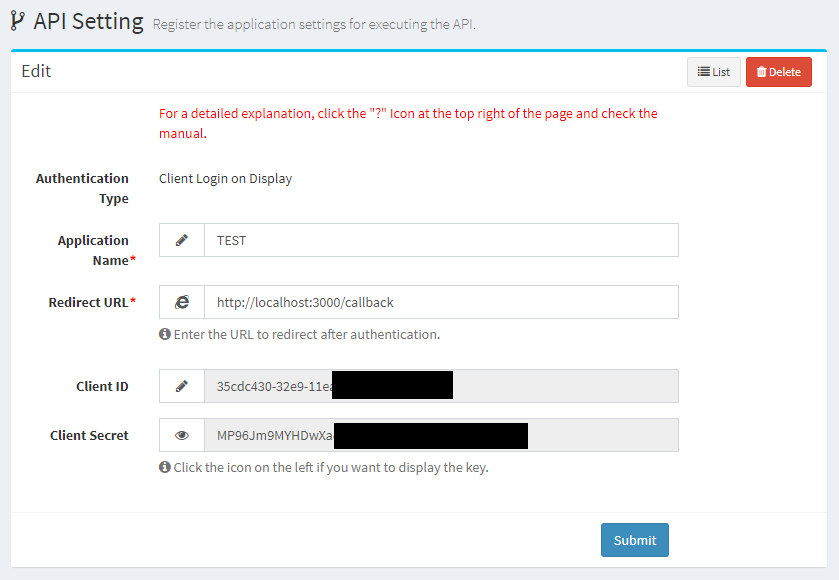 API Setting Register the application settings for executing the API.
Edit List Delete
For a detailed explanation, click the "?" Icon at the top right of the page and check the
manual.
Authentication Type Client Login on Display
Application Name* TEST
Redirect URL* http://localhost:3000/callback
Enter the URL to redirect after authentication.
Client ID 35cdc430-32e9-11ea
Client Secret MP96Jm9MYHDwXa
Click the icon on the left if you want to display the key.
Submit